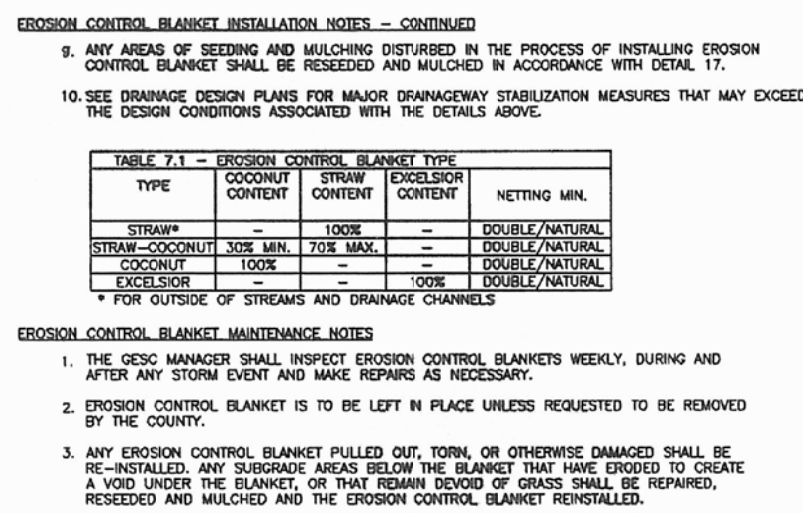 EROSION CONTROL BLANKET INSTALLATION NOTES – CONTINUED
9. ANY AREAS OF SEEDING AND MULCHING DISTURBED IN THE PROCESS OF INSTALLING EROSION
CONTROL BLANKET SHALL BE RESEEDED AND MULCHED IN ACCORDANCE WITH DETAIL 17.
10. SEE DRAINAGE DESIGN PLANS FOR MAJOR DRAINAGEWAY STABILIZATION MEASURES THAT MAY EXCEED
THE DESIGN CONDITIONS ASSOCIATED WITH THE DETAILS ABOVE.
TABLE 7.1 – EROSION CONTROL BLANKET TYPE
TYPE COCONUT CONTENT STRAW CONTENT EXCELSIOR CONTENT NETTING MIN.
STRAW* – 100% – DOUBLE/NATURAL
STRAW–COCONUT 30% MIN. 70% MAX. – DOUBLE/NATURAL
COCONUT 100% – – DOUBLE/NATURAL
EXCELSIOR – – 100% DOUBLE/NATURAL
* FOR OUTSIDE OF STREAMS AND DRAINAGE CHANNELS
EROSION CONTROL BLANKET MAINTENANCE NOTES
1. THE GESC MANAGER SHALL INSPECT EROSION CONTROL BLANKETS WEEKLY, DURING AND
AFTER ANY STORM EVENT AND MAKE REPAIRS AS NECESSARY.
2. EROSION CONTROL BLANKET IS TO BE LEFT IN PLACE UNLESS REQUESTED TO BE REMOVED
BY THE COUNTY.
3. ANY EROSION CONTROL BLANKET PULLED OUT, TORN, OR OTHERWISE DAMAGED SHALL BE
RE–INSTALLED. ANY SUBGRADE AREAS BELOW THE BLANKET THAT HAVE ERODED TO CREATE
A VOID UNDER THE BLANKET, OR THAT REMAIN DEVOID OF GRASS SHALL BE REPAIRED,
RESEEDED AND MULCHED AND THE EROSION CONTROL BLANKET REINSTALLED.